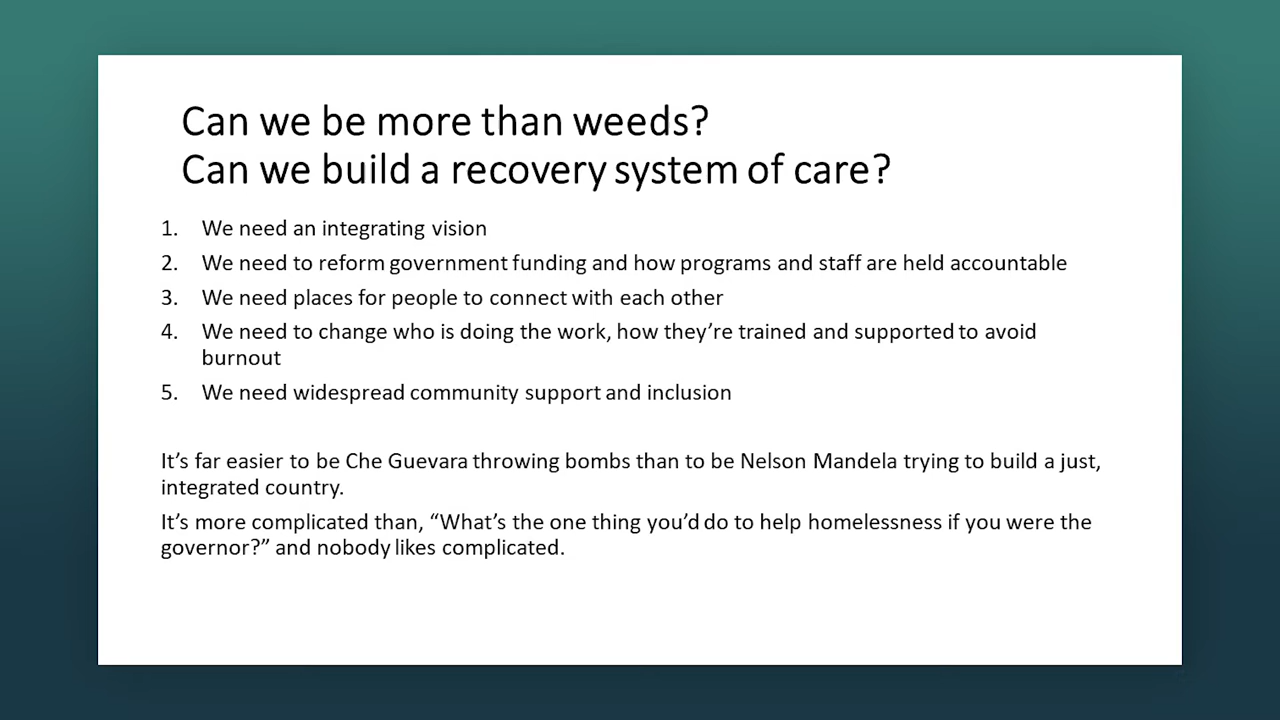 Can we be more than weeds?
Can we build a recovery system of care?
1. We need an integrating vision
2. We need to reform government funding and how programs and staff are held accountable
3. We need places for people to connect with each other
4. We need to change who is doing the work, how they’re trained and supported to avoid
burnout
5. We need widespread community support and inclusion
It’s far easier to be Che Guevara throwing bombs than to be Nelson Mandela trying to build a just,
integrated country.
It’s more complicated than, “What’s the one thing you’d do to help homelessness if you were the
governor?” and nobody likes complicated.